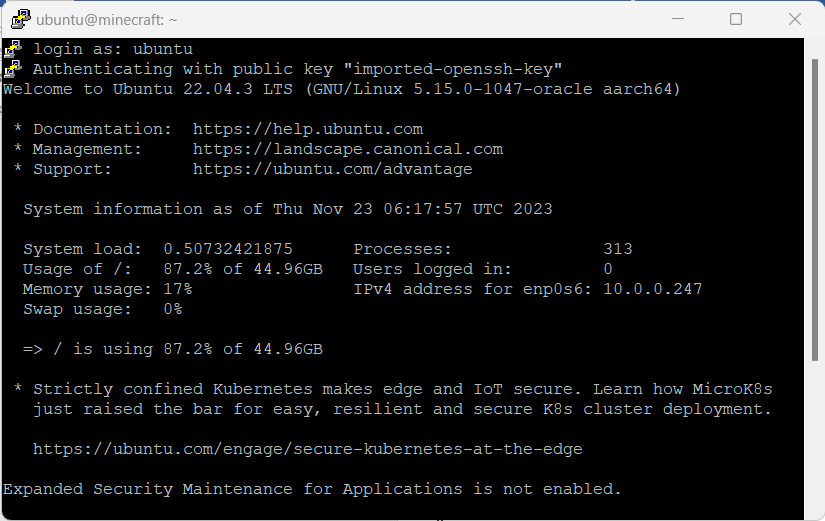 ubuntu@minecraft: ~
login as: ubuntu
Authenticating with public key "imported-openssh-key"
Welcome to Ubuntu 22.04.3 LTS (GNU/Linux 5.15.0-1047-oracle aarch64)
* Documentation:  https://help.ubuntu.com
* Management:     https://landscape.canonical.com
* Support:        https://ubuntu.com/advantage
System information as of Thu Nov 23 06:17:57 UTC 2023
System load:  0.50732421875      Processes:               313
Usage of /:   87.2% of 44.96GB   Users logged in:         0
Memory usage: 17%                IPv4 address for enp0s6: 10.0.0.247
Swap usage:   0%
=> / is using 87.2% of 44.96GB
* Strictly confined Kubernetes makes edge and IoT secure. Learn how MicroK8s
just raised the bar for easy, resilient and secure K8s cluster deployment.
https://ubuntu.com/engage/secure-kubernetes-at-the-edge
Expanded Security Maintenance for Applications is not enabled.